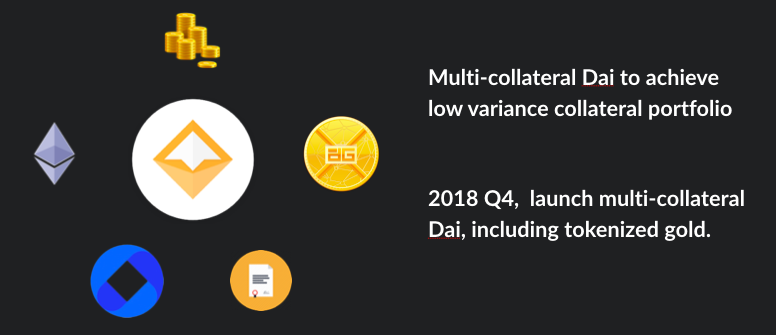 Multi-collateral Dai to achieve
low variance collateral portfolio
2018 Q4, launch multi-collateral
Dai, including tokenized gold.